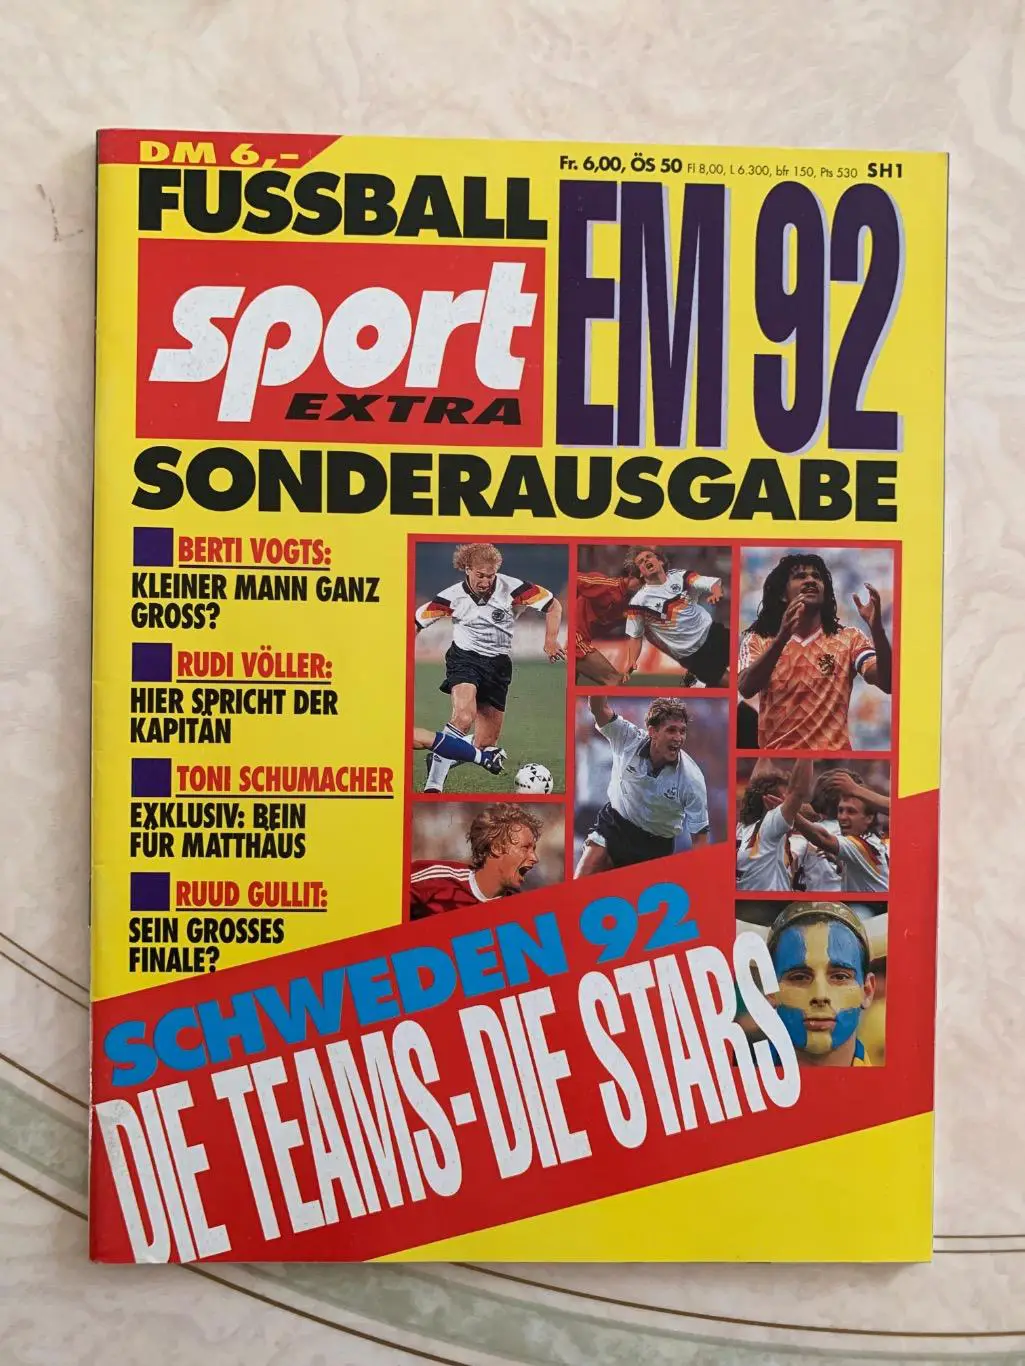 DM 6,-
Fr. 6,00, ÖS 50 Fl 8,00, L 6.300, bfr 150, Pts 530 SH1
FUSSBALL
EM 92
sport
EXTRA
SONDERAUSGABE
BERTI VOGTS:
KLEINER MANN GANZ
GROSS?
RUDI VÖLLER:
HIER SPRICHT DER
KAPITÄN
TONI SCHUMACHER
EXKLUSIV: BEIN
FÜR MATTHÄUS
RUUD GULLIT:
SEIN GROSSES
FINALE?
SCHWEDEN 92
DIE TEAMS-DIE STARS